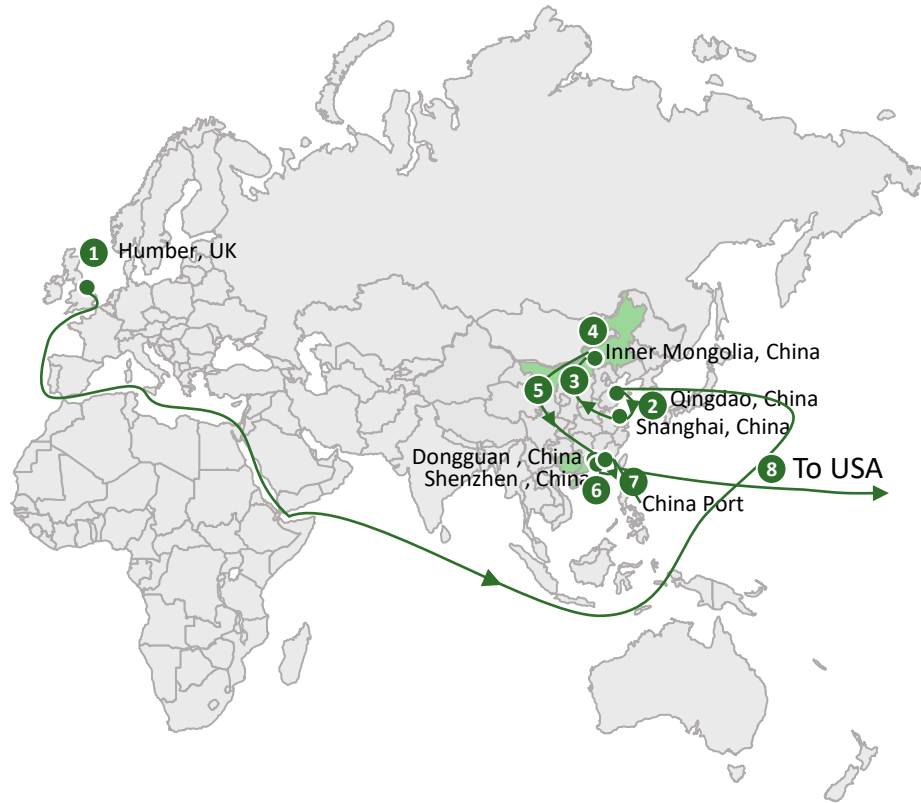 1 Humber, UK
4
Inner Mongolia, China
5 3
2 Qingdao, China
Shanghai, China
Dongguan , China
8 To USA
Shenzhen , China
6 7
China Port